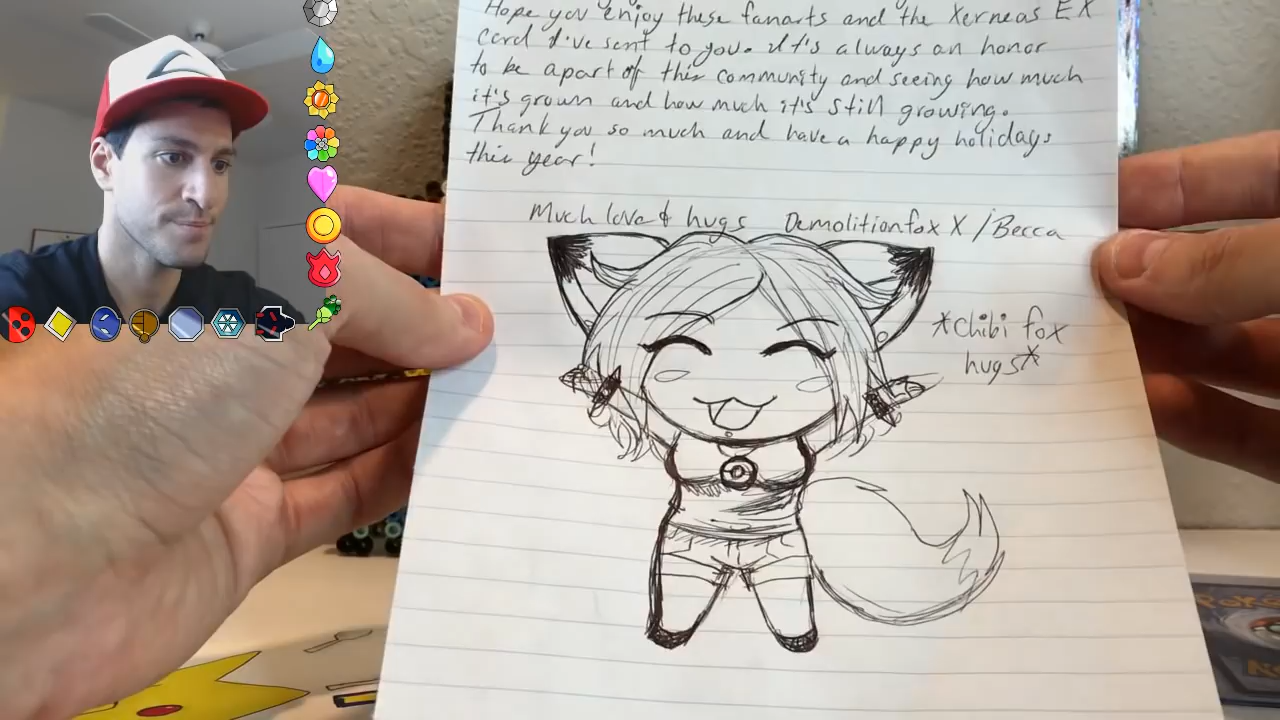 Hope you enjoy these fanarts and the Xerneas EX
card I've sent to you. It's always an honor
to be apart of this community and seeing how much
it's grown and how much it's still growing.
Thank you so much and have a happy holidays
this year!
Much love & hugs Demolitionfox X / Becca
*Chibi fox
hugs*